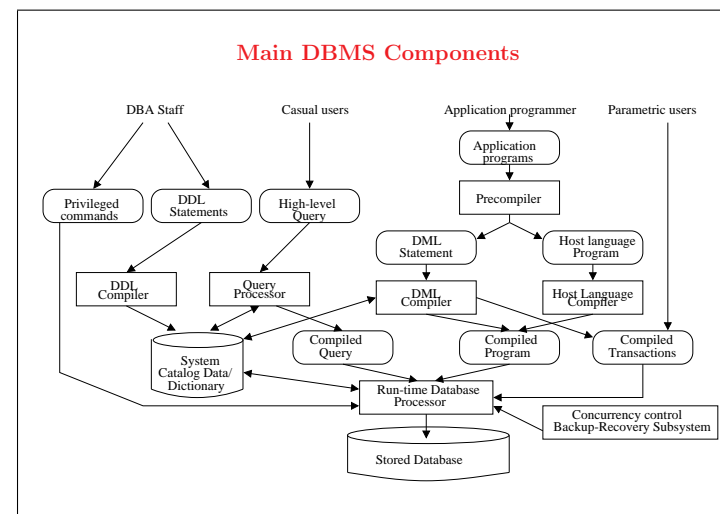 Main DBMS Components
DBA Staff
Casual users
Application programmer
Parametric users
Application
programs
Privileged
commands
DDL
Statements
High-level
Query
Precompiler
DML
Statement
Host language
Program
DDL
Compiler
Query
Processor
DML
Compiler
Host Language
Compiler
System
Catalog Data/
Dictionary
Compiled
Query
Compiled
Program
Compiled
Transactions
Run-time Database
Processor
Concurrency control
Backup-Recovery Subsystem
Stored Database